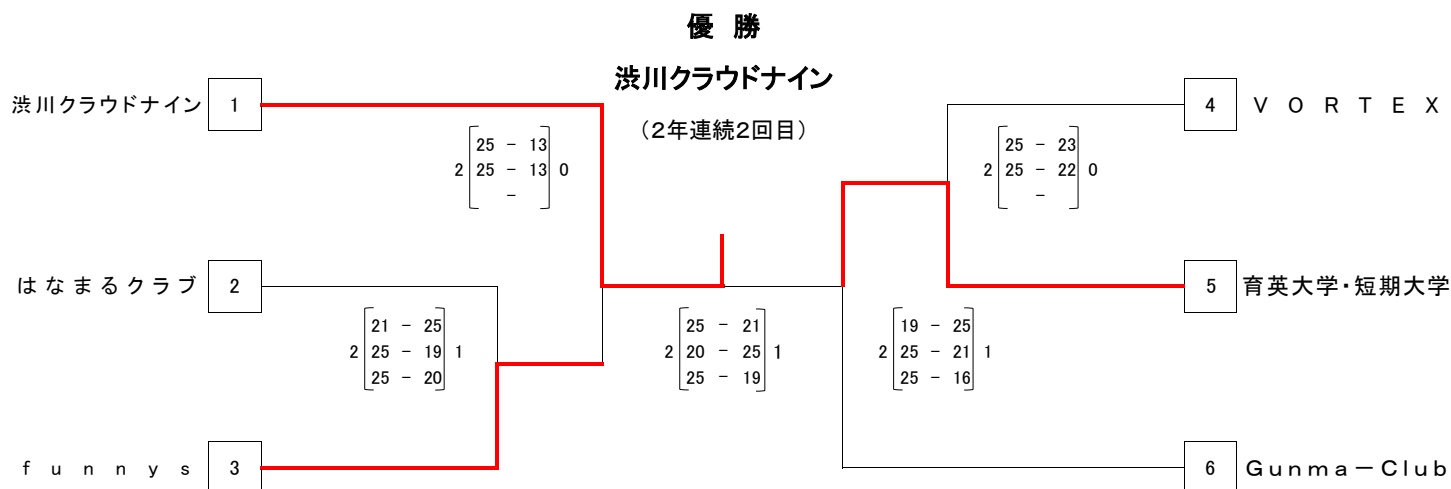 優 勝
渋川クラウドナイン
（2年連続2回目）
渋川クラウドナイン 1
4 ＶＯＲＴＥＸ
25 － 13
2 25 － 13 0
－
25 － 23
2 25 － 22 0
－
はなまるクラブ 2
5 育英大学・短期大学
21 － 25
2 25 － 19 1
25 － 20
25 － 21
2 20 － 25 1
25 － 19
19 － 25
2 25 － 21 1
25 － 16
ｆｕｎｎｙｓ 3
6 Ｇｕｎｍａ－Ｃｌｕｂ